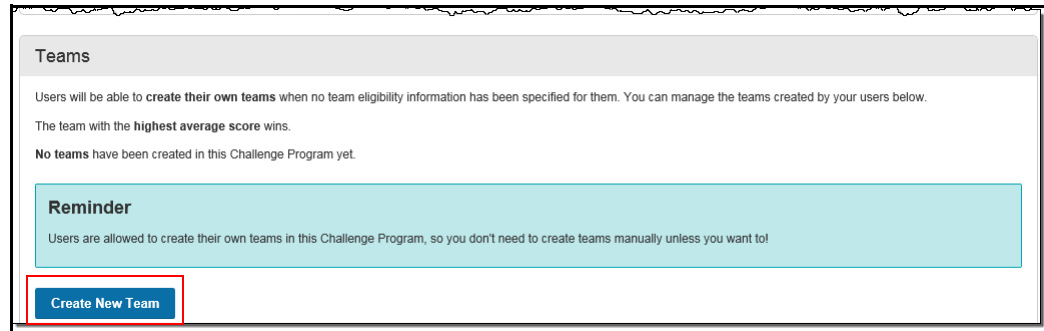 Teams
Users will be able to create their own teams when no team eligibility information has been specified for them. You can manage the teams created by your users below.
The team with the highest average score wins.
No teams have been created in this Challenge Program yet.
Reminder
Users are allowed to create their own teams in this Challenge Program, so you don't need to create teams manually unless you want to!
Create New Team